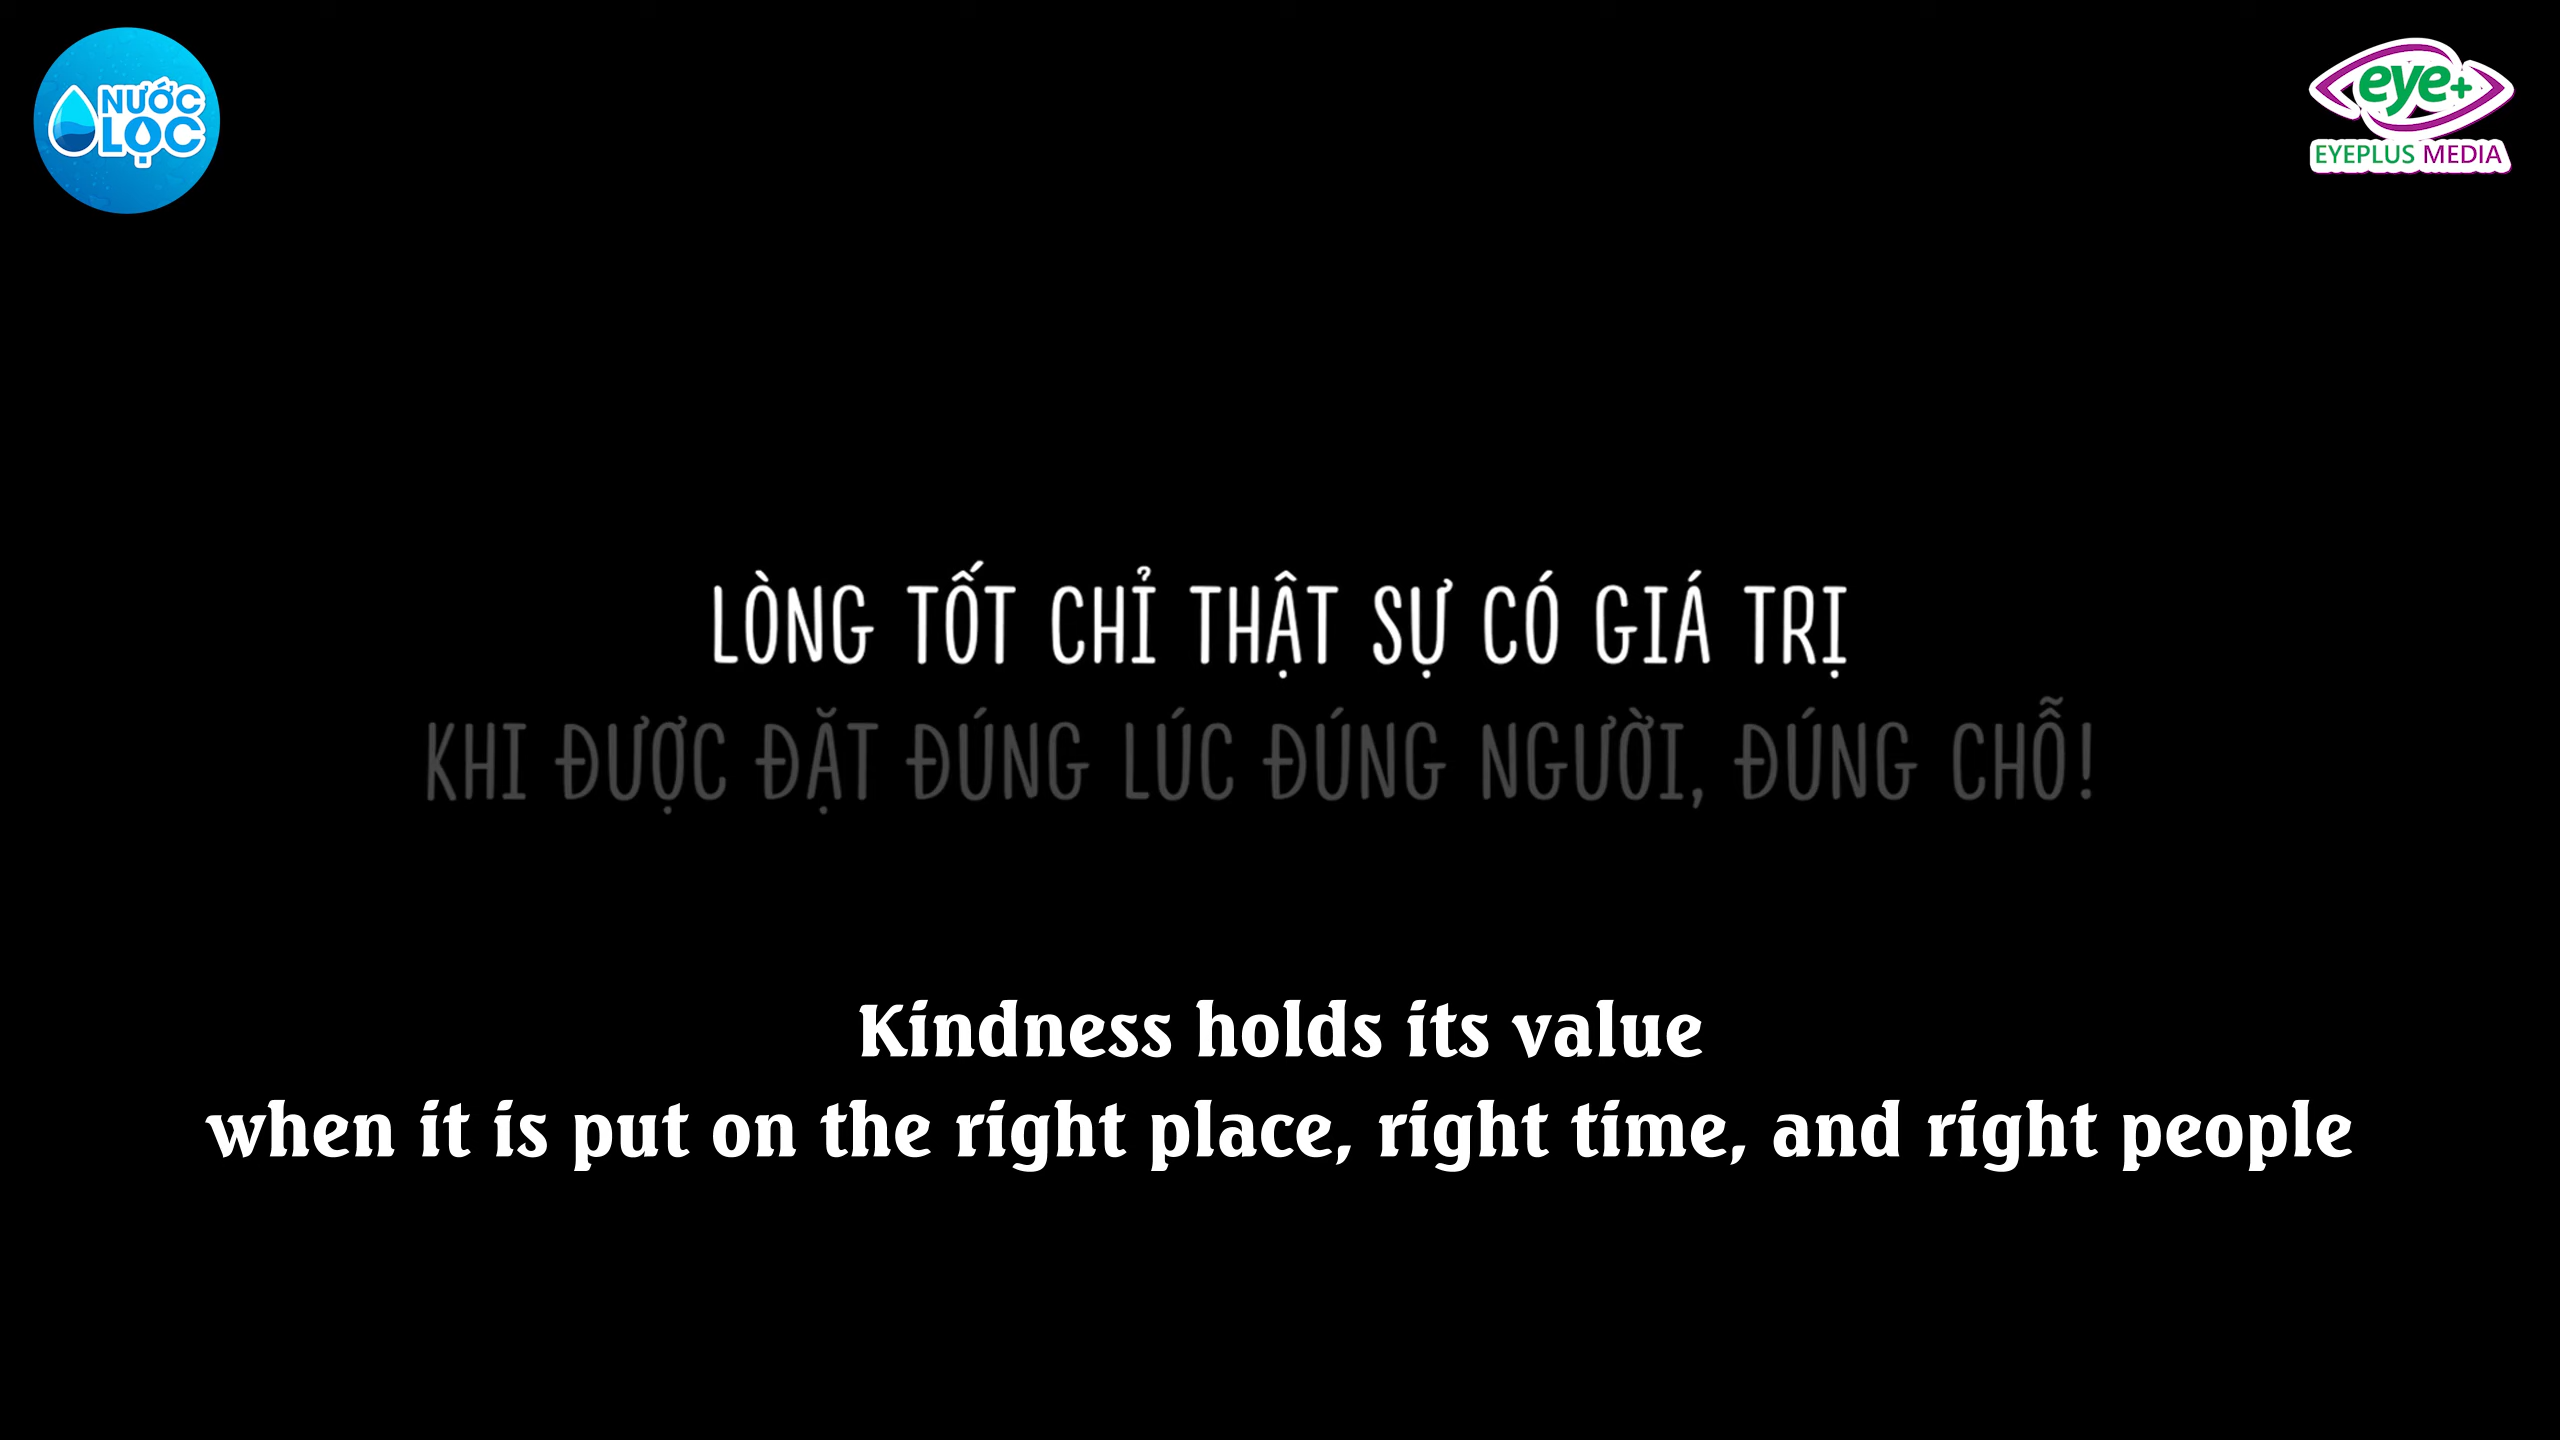 NƯỚC
LỌC
eye+
EYEPLUS MEDIA
LÒNG TỐT CHỈ THẬT SỰ CÓ GIÁ TRỊ
KHI ĐƯỢC ĐẶT ĐÚNG LÚC ĐÚNG NGƯỜI, ĐÚNG CHỖ!
Kindness holds its value
when it is put on the right place, right time, and right people